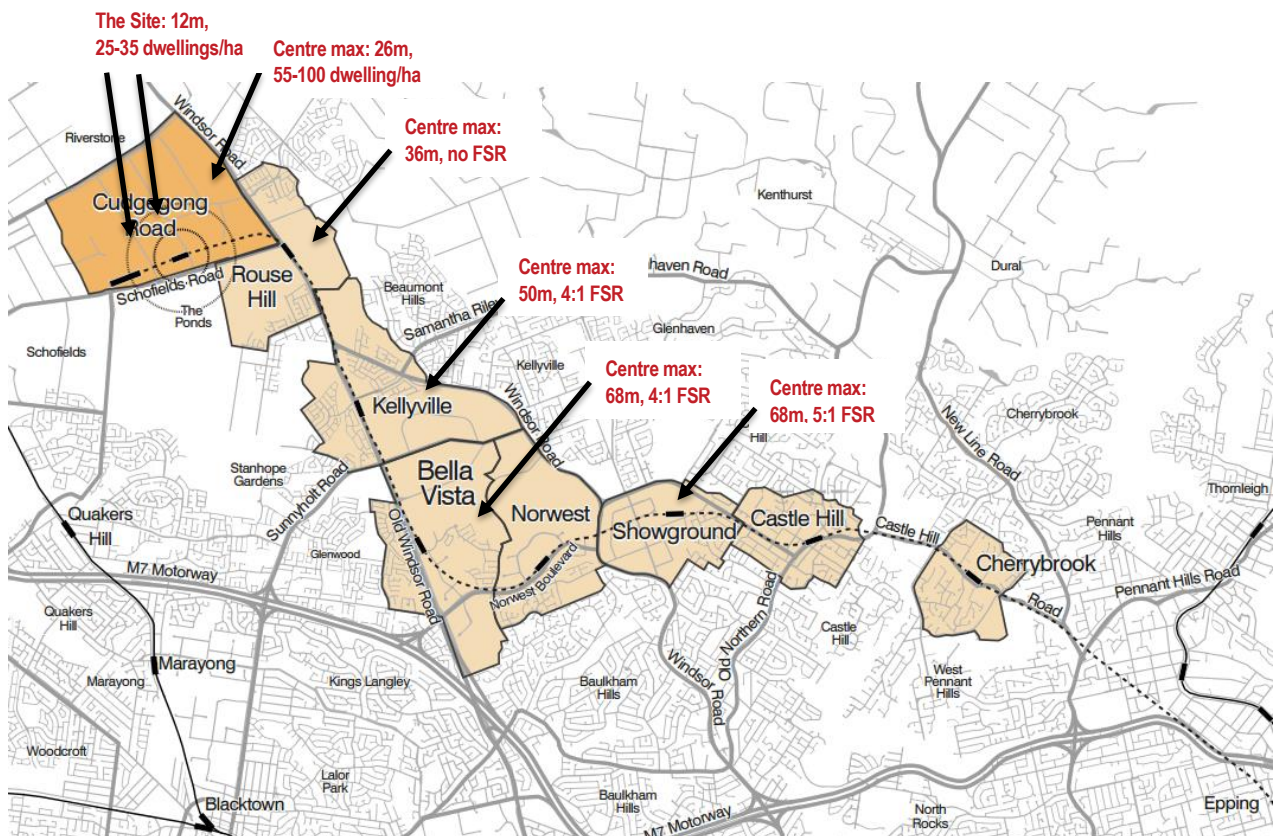 The Site: 12m,
25-35 dwellings/ha
Centre max: 26m,
55-100 dwelling/ha
Centre max:
36m, no FSR
Windsor Road
Riverstone
Cudgegong
Road
Kenthurst
Rouse
Hill
Schofields Road
The
Ponds
Schofields
Beaumont
Hills
Samantha Riley
Centre max:
50m, 4:1 FSR
haven Road
Dural
Glenhaven
Kellyville
Centre max:
68m, 4:1 FSR
Centre max:
68m, 5:1 FSR
Kellyville
Windsor Road
Hill
New Line Road
Cherrybrook
Stanhope
Gardens
Sunnyholt Road
Bella
Vista
Norwest
Showground
Castle Hill
Castle Hill
Road
Cherrybrook
Thornleigh
Pennant
Hills
Pennant Hills Road
Quakers
Hill
Glenwood
Old Windsor Road
Norwest Boulevard
M7 Motorway
Quakers
Hill
Marayong
Marayong
Kings Langley
Baulkham
Hills
Windsor Road
Old Northern Road
Castle
Hill
West
Pennant
Hills
Woodcroft
Lalor
Park
Blacktown
Baulkham
Hills
M7 Motorway
North
Rocks
Epping